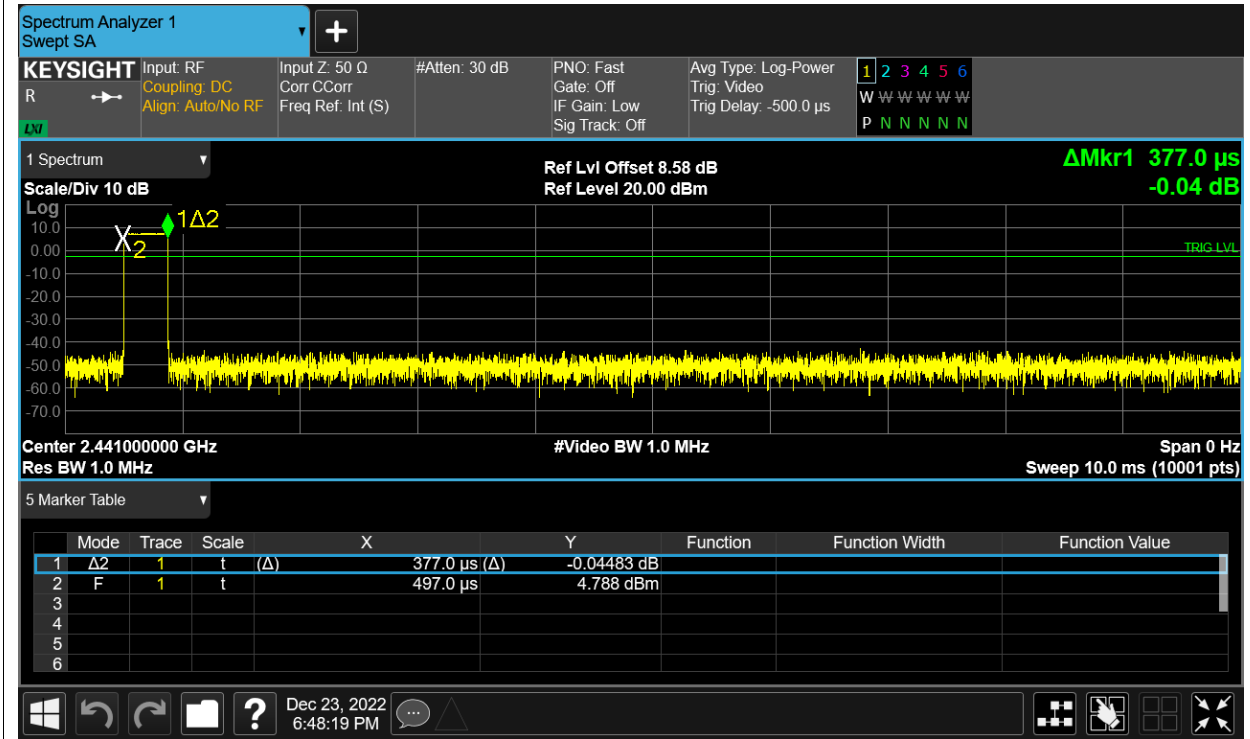 Spectrum Analyzer 1
Swept SA
KEYSIGHT
R
LXI
Input: RF
Coupling: DC
Align: Auto/No RF
Input Z: 50 Ω
Corr CCorr
Freq Ref: Int (S)
#Atten: 30 dB
PNO: Fast
Gate: Off
IF Gain: Low
Sig Track: Off
Avg Type: Log-Power
Trig: Video
Trig Delay: -500.0 µs
1 2 3 4 5 6
W W W W W W
P N N N N N
1 Spectrum
Scale/Div 10 dB
Ref Lvl Offset 8.58 dB
Ref Level 20.00 dBm
ΔMkr1 377.0 µs
-0.04 dB
Log
10.0
0.00
-10.0
-20.0
-30.0
-40.0
-50.0
-60.0
-70.0
1Δ2
X2
TRIG LVL
Center 2.441000000 GHz
Res BW 1.0 MHz
#Video BW 1.0 MHz
Span 0 Hz
Sweep 10.0 ms (10001 pts)
5 Marker Table
Mode Trace Scale X Y Function Function Width Function Value
1 Δ2 1 t (Δ) 377.0 µs (Δ) -0.04483 dB
2 F 1 t 497.0 µs 4.788 dBm
3
4
5
6
?
Dec 23, 2022
6:48:19 PM